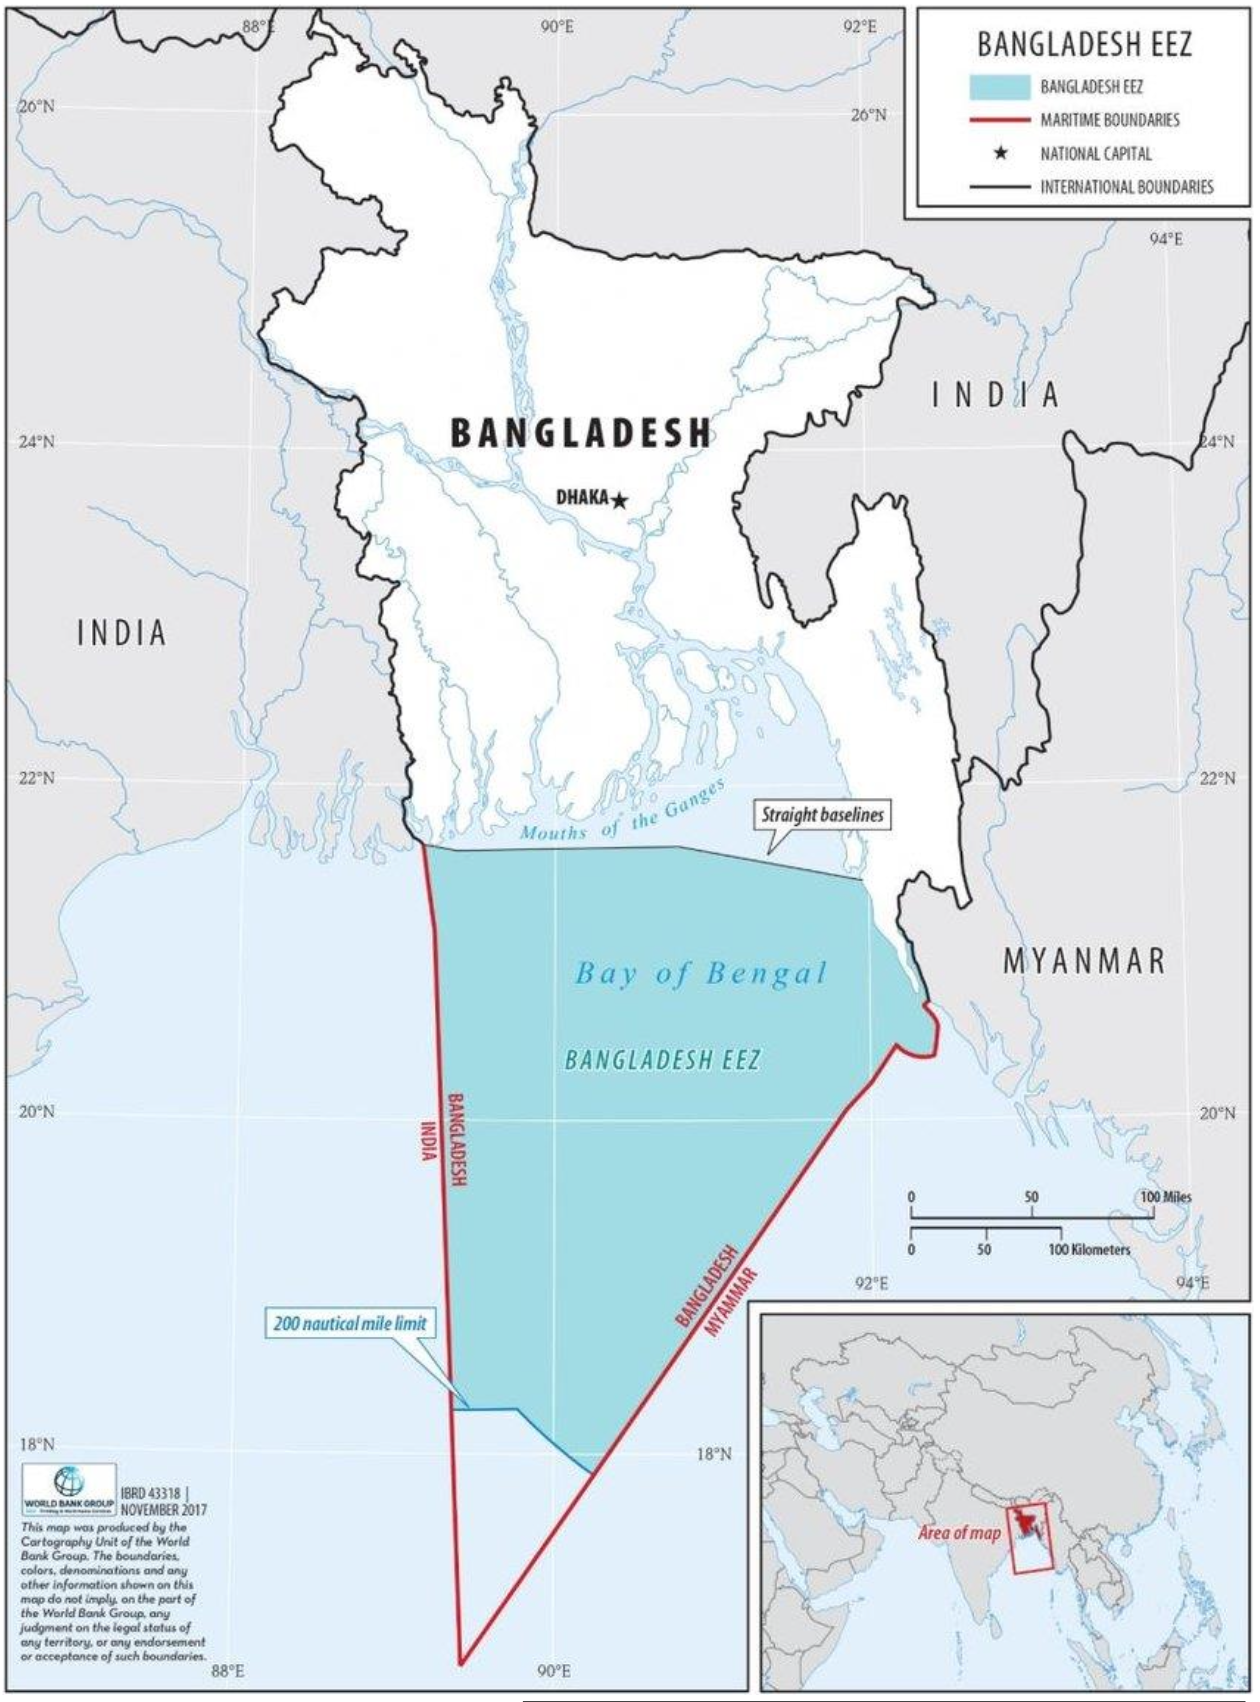 88°E
90°E
92°E
BANGLADESH EEZ
BANGLADESH EEZ
MARITIME BOUNDARIES
NATIONAL CAPITAL
INTERNATIONAL BOUNDARIES
26°N
26°N
94°E
INDIA
BANGLADESH
24°N
24°N
DHAKA
INDIA
22°N
22°N
Mouths of the Ganges
Straight baselines
Bay of Bengal
MYANMAR
BANGLADESH EEZ
20°N
20°N
BANGLADESH
INDIA
0 50 100 Miles
0 50 100 Kilometers
BANGLADESH
MYANMAR
92°E
94°E
200 nautical mile limit
18°N
18°N
WORLD BANK GROUP
IBRD 43318 |
NOVEMBER 2017
This map was produced by the
Cartography Unit of the World
Bank Group. The boundaries,
colors, denominations and any
other information shown on this
map do not imply, on the part of
the World Bank Group, any
judgment on the legal status of
any territory, or any endorsement
or acceptance of such boundaries.
Area of map
88°E
90°E